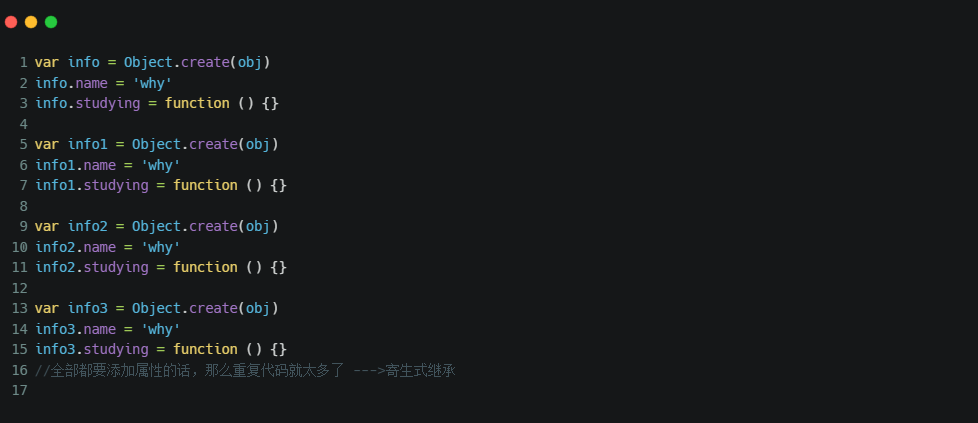 1 var info = Object.create(obj)
2 info.name = 'why'
3 info.studying = function () {}
4
5 var info1 = Object.create(obj)
6 info1.name = 'why'
7 info1.studying = function () {}
8
9 var info2 = Object.create(obj)
10 info2.name = 'why'
11 info2.studying = function () {}
12
13 var info3 = Object.create(obj)
14 info3.name = 'why'
15 info3.studying = function () {}
16 //全部都要添加属性的话，那么重复代码就太多了 --->寄生式继承
17